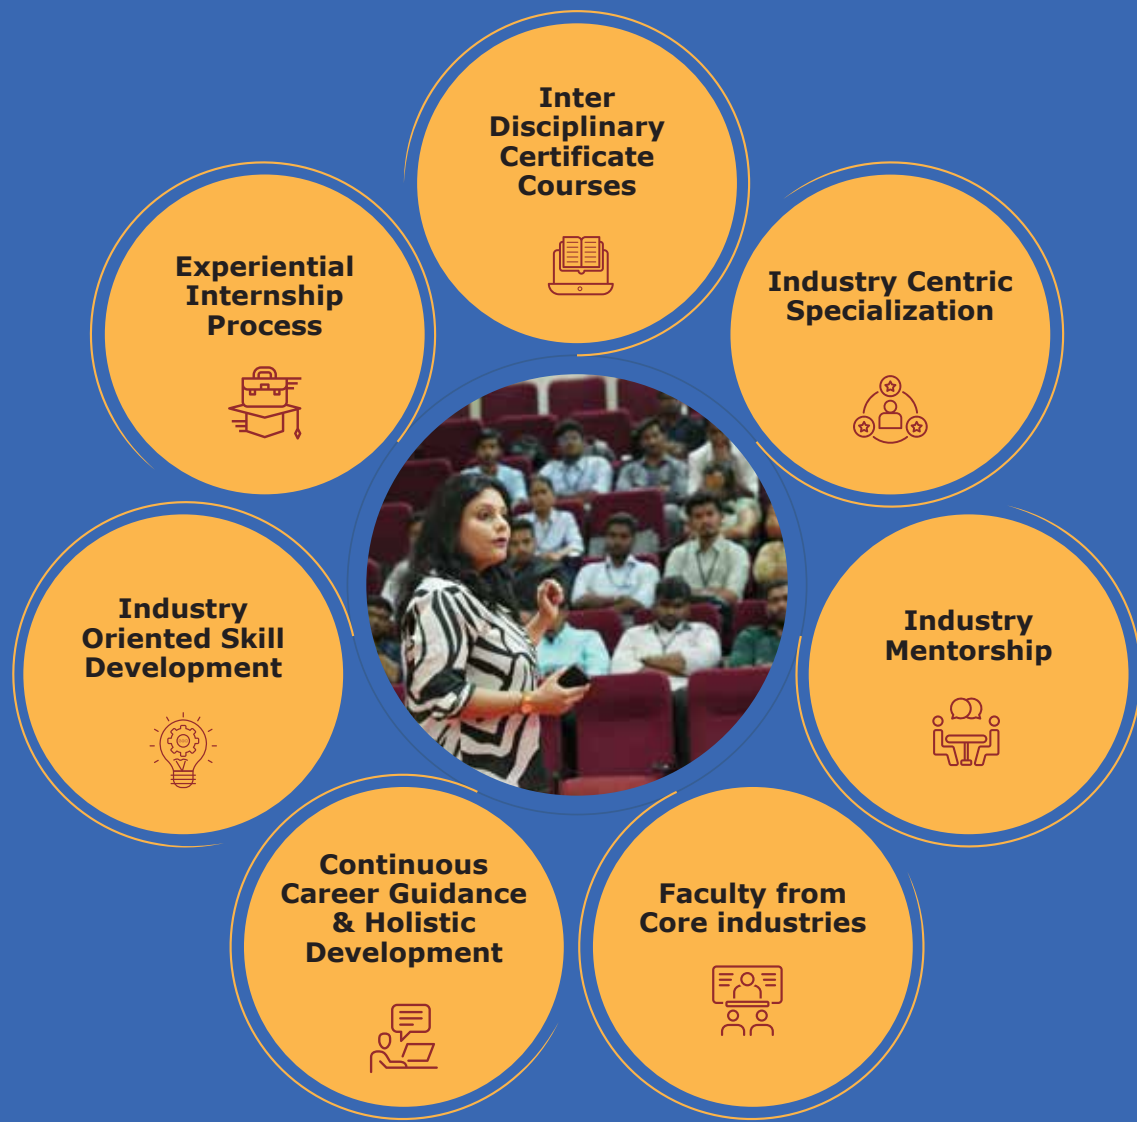 Inter
Disciplinary
Certificate
Courses
Industry Centric
Specialization
Industry
Mentorship
Faculty from
Core industries
Continuous
Career Guidance
& Holistic
Development
Industry
Oriented Skill
Development
Experiential
Internship
Process